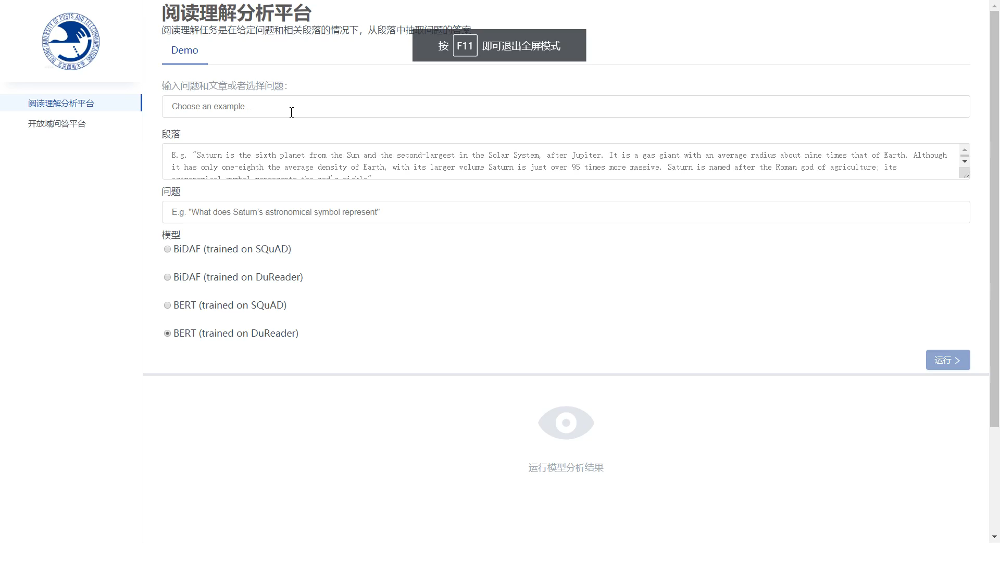 阅读理解分析平台
阅读理解任务是在给定问题和相关段落的情况下，从段落中抽取问题的答案
按 F11 即可退出全屏模式
Demo
BEIJING UNIVERSITY OF POSTS AND TELECOMMUNICATIONS
北京邮电大学
阅读理解分析平台
开放域问答平台
输入问题和文章或者选择问题：
Choose an example...
段落
E.g. "Saturn is the sixth planet from the Sun and the second-largest in the Solar System, after Jupiter. It is a gas giant with an average radius about nine times that of Earth. Although
it has only one-eighth the average density of Earth, with its larger volume Saturn is just over 95 times more massive. Saturn is named after the Roman god of agriculture; its
astronomical symbol represents the god's sickle"
问题
E.g. "What does Saturn’s astronomical symbol represent"
模型
BiDAF (trained on SQuAD)
BiDAF (trained on DuReader)
BERT (trained on SQuAD)
BERT (trained on DuReader)
运行 >
运行模型分析结果